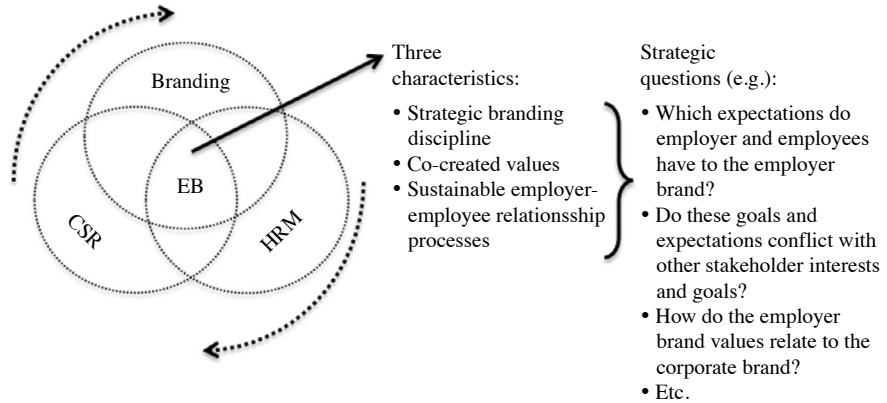 Branding
EB
CSR
HRM
Three
characteristics:
• Strategic branding
discipline
• Co-created values
• Sustainable employer-
employee relationsship
processes
Strategic
questions (e.g.):
• Which expectations do
employer and employees
have to the employer
brand?
• Do these goals and
expectations conflict with
other stakeholder interests
and goals?
• How do the employer
brand values relate to the
corporate brand?
• Etc.